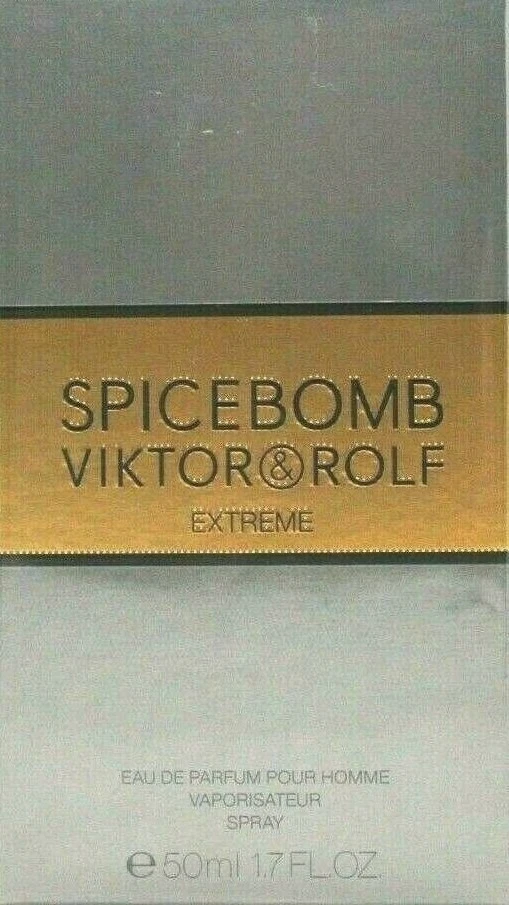 SPICEBOMB
VIKTOR&ROLF
EXTREME
EAU DE PARFUM POUR HOMME
VAPORISATEUR
SPRAY
℮50ml 1.7 FL.OZ.